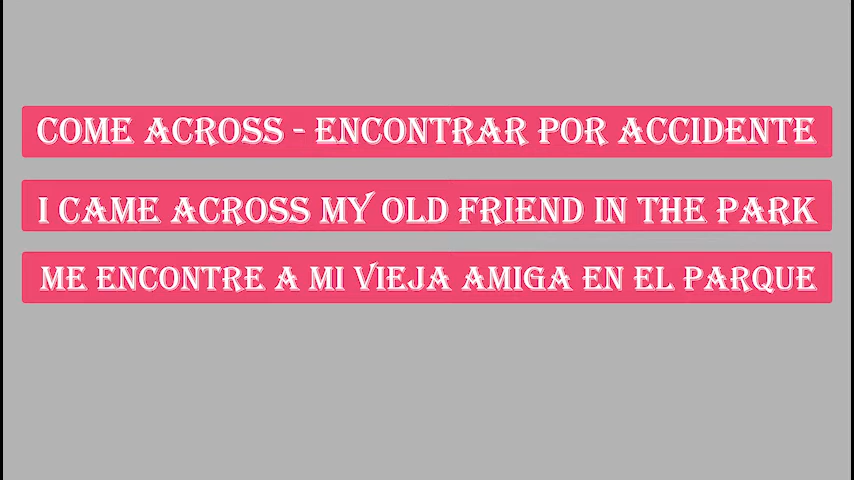 COME ACROSS - ENCONTRAR POR ACCIDENTE
I CAME ACROSS MY OLD FRIEND IN THE PARK
ME ENCONTRE A MI VIEJA AMIGA EN EL PARQUE